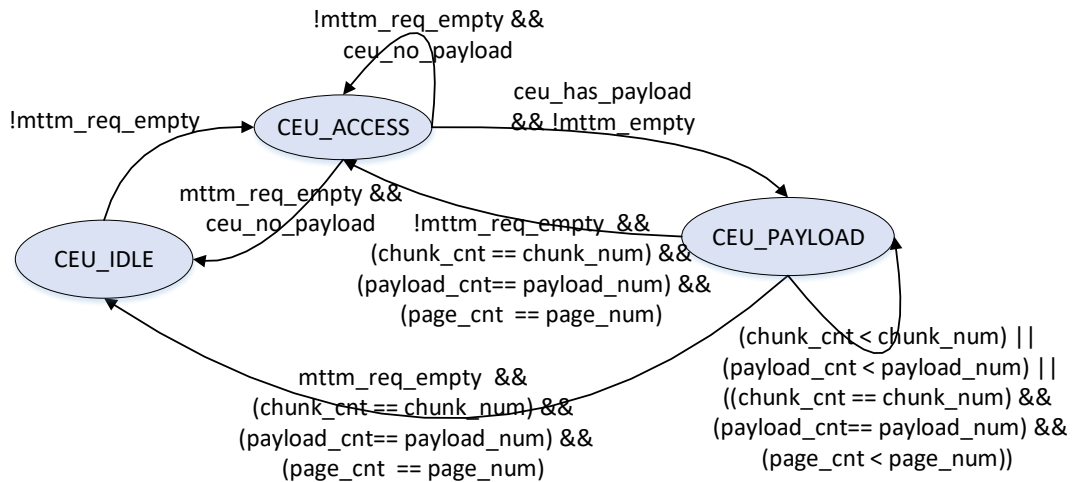 !mttm_req_empty &&
ceu_no_payload
ceu_has_payload
&& !mttm_empty
!mttm_req_empty
CEU_ACCESS
mttm_req_empty &&
ceu_no_payload
!mttm_req_empty  &&
(chunk_cnt == chunk_num) &&
(payload_cnt== payload_num) &&
(page_cnt  == page_num)
CEU_PAYLOAD
CEU_IDLE
(chunk_cnt < chunk_num) ||
(payload_cnt < payload_num) ||
((chunk_cnt == chunk_num) &&
(payload_cnt== payload_num) &&
(page_cnt < page_num))
mttm_req_empty  &&
(chunk_cnt == chunk_num) &&
(payload_cnt== payload_num) &&
(page_cnt  == page_num)